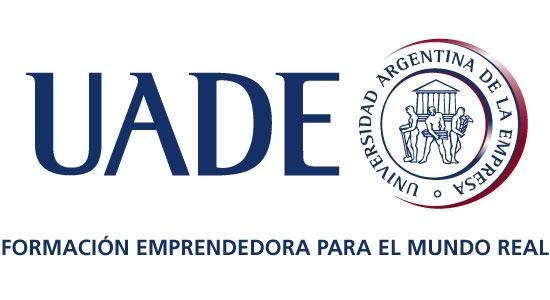 UADE
UNIVERSIDAD ARGENTINA DE LA EMPRESA
FORMACIÓN EMPRENDEDORA PARA EL MUNDO REAL